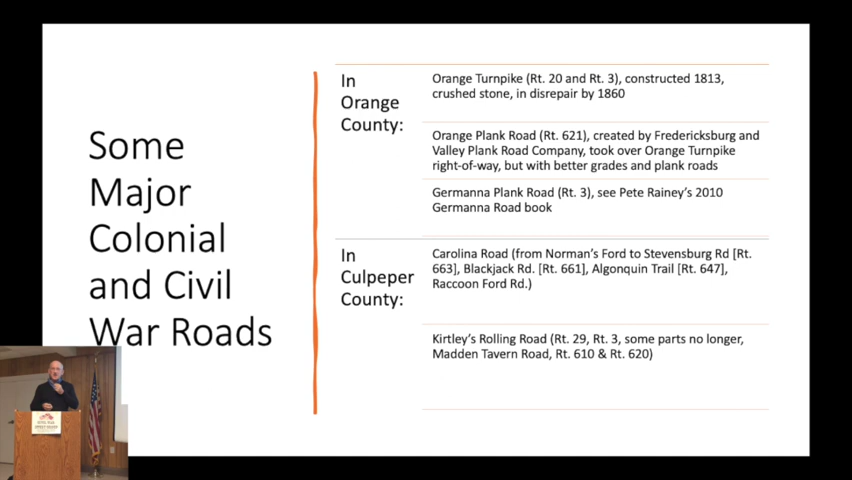 Some
Major
Colonial
and Civil
War Roads
In
Orange
County:
Orange Turnpike (Rt. 20 and Rt. 3), constructed 1813,
crushed stone, in disrepair by 1860
Orange Plank Road (Rt. 621), created by Fredericksburg and
Valley Plank Road Company, took over Orange Turnpike
right-of-way, but with better grades and plank roads
Germanna Plank Road (Rt. 3), see Pete Rainey's 2010
Germanna Road book
In
Culpeper
County:
Carolina Road (from Norman's Ford to Stevensburg Rd [Rt.
663], Blackjack Rd. [Rt. 661], Algonquin Trail [Rt. 647],
Raccoon Ford Rd.)
Kirtley's Rolling Road (Rt. 29, Rt. 3, some parts no longer,
Madden Tavern Road, Rt. 610 & Rt. 620)